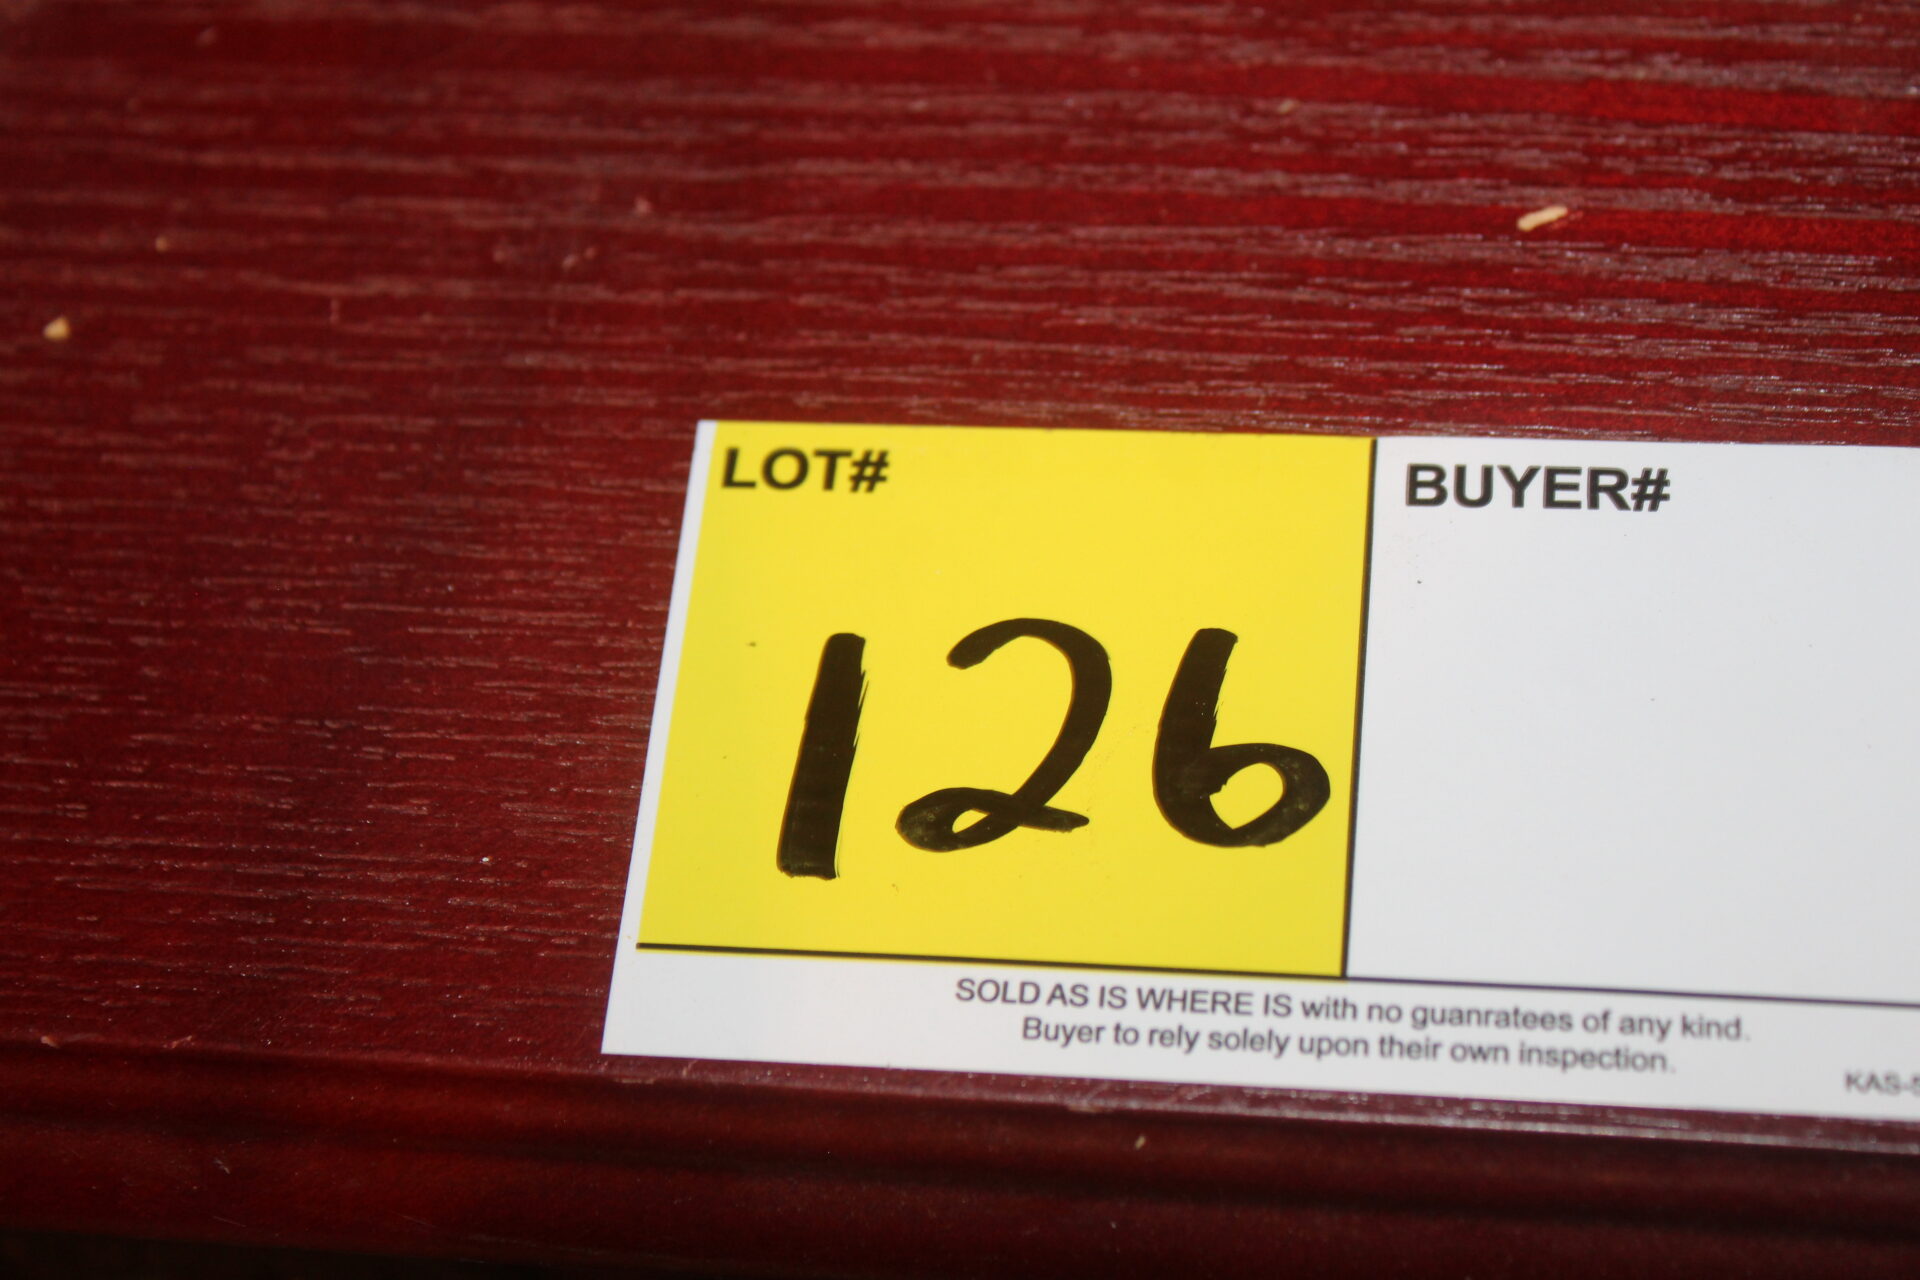 LOT# BUYER#
126
SOLD AS IS WHERE IS with no guanratees of any kind.
Buyer to rely solely upon their own inspection.